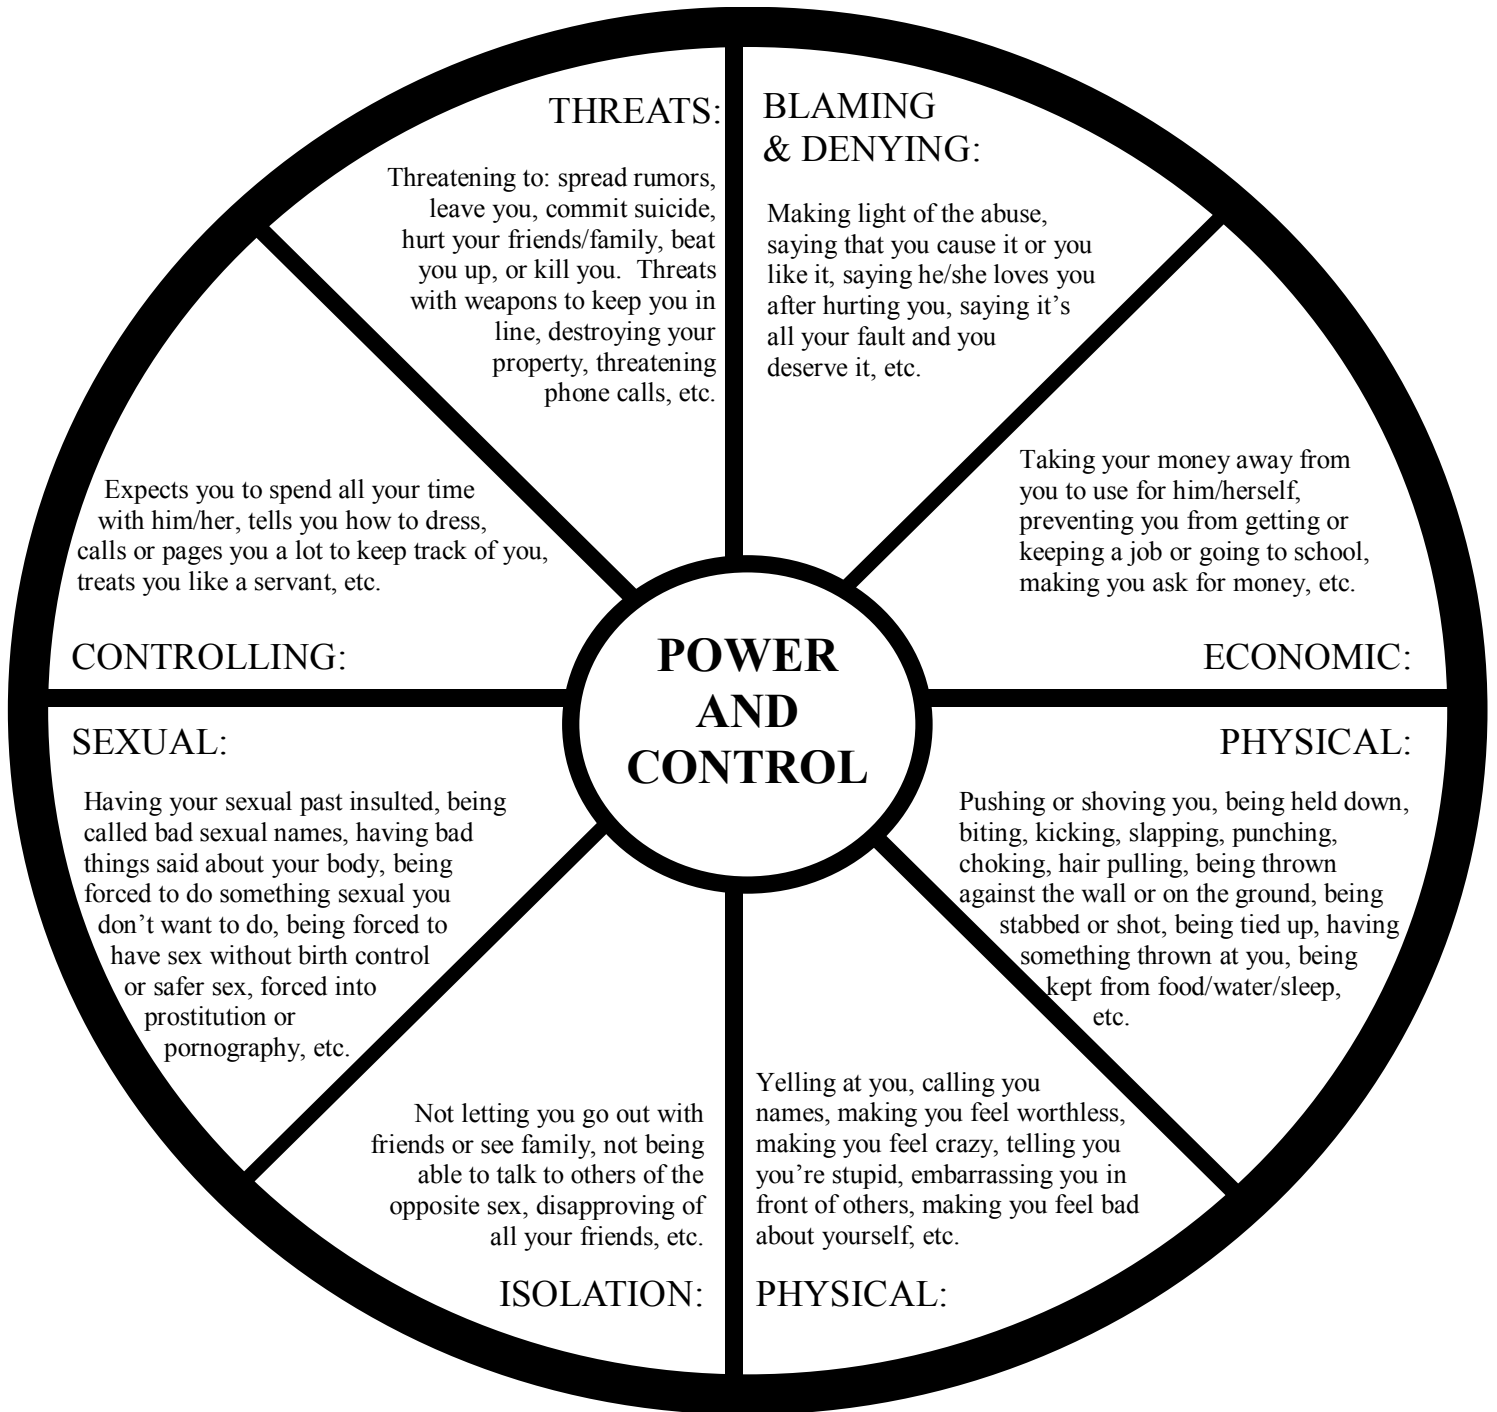 THREATS:
Threatening to: spread rumors,
leave you, commit suicide,
hurt your friends/family, beat
you up, or kill you.  Threats
with weapons to keep you in
line, destroying your
property, threatening
phone calls, etc.
BLAMING
& DENYING:
Making light of the abuse,
saying that you cause it or you
like it, saying he/she loves you
after hurting you, saying it’s
all your fault and you
deserve it, etc.
Expects you to spend all your time
with him/her, tells you how to dress,
calls or pages you a lot to keep track of you,
treats you like a servant, etc.
CONTROLLING:
Taking your money away from
you to use for him/herself,
preventing you from getting or
keeping a job or going to school,
making you ask for money, etc.
ECONOMIC:
POWER
AND
CONTROL
SEXUAL:
Having your sexual past insulted, being
called bad sexual names, having bad
things said about your body, being
forced to do something sexual you
don’t want to do, being forced to
have sex without birth control
or safer sex, forced into
prostitution or
pornography, etc.
PHYSICAL:
Pushing or shoving you, being held down,
biting, kicking, slapping, punching,
choking, hair pulling, being thrown
against the wall or on the ground, being
stabbed or shot, being tied up, having
something thrown at you, being
kept from food/water/sleep,
etc.
Not letting you go out with
friends or see family, not being
able to talk to others of the
opposite sex, disapproving of
all your friends, etc.
ISOLATION:
Yelling at you, calling you
names, making you feel worthless,
making you feel crazy, telling you
you’re stupid, embarrassing you in
front of others, making you feel bad
about yourself, etc.
PHYSICAL: